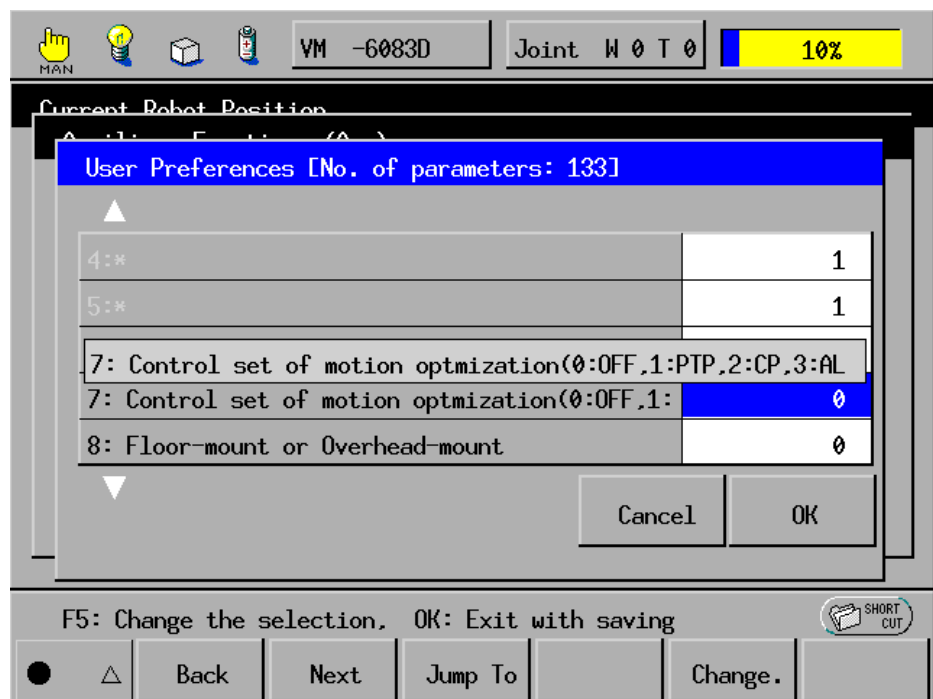 MAN
VM -6083D
Joint W 0 T 0
10%
Current Robot Position
User Preferences [No. of parameters: 133]
4:* 1
5:* 1
7: Control set of motion optmization(0:OFF,1:PTP,2:CP,3:AL
7: Control set of motion optmization(0:OFF,1: 0
8: Floor-mount or Overhead-mount 0
Cancel OK
F5: Change the selection, OK: Exit with saving
SHORT
CUT
Back Next Jump To Change.